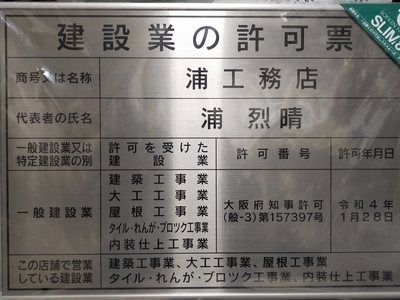 建設業の許可票
商号又は名称 浦工務店
代表者の氏名 浦 烈晴
一般建設業又は特定建設業の別 許可を受けた建設業 許可番号 許可年月日
一般建設業
建築工事業
大工工事業
屋根工事業
タイル・れんが・ブロツク工事業
内装仕上工事業
大阪府知事許可
(般-3)第157397号
令和4年
1月28日
この店舗で営業している建設業
建築工事業、大工工事業、屋根工事業
タイル・れんが・ブロツク工事業、内装仕上工事業
SLIM